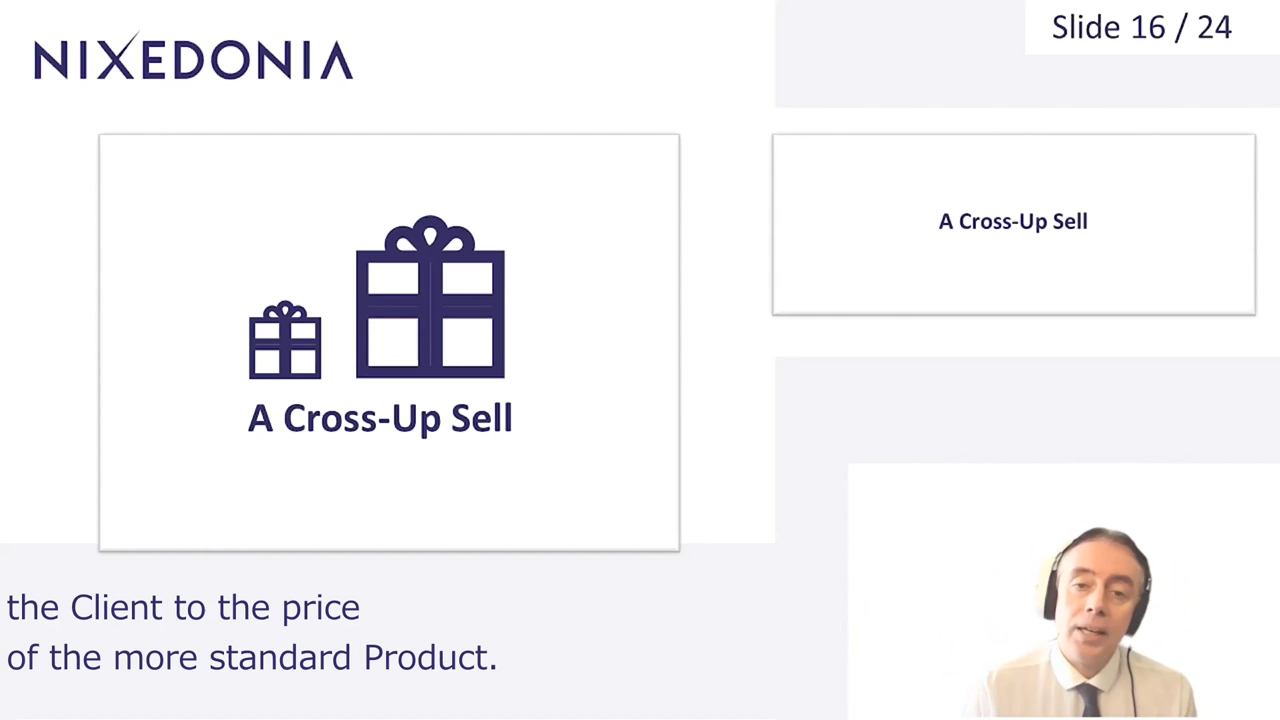 NIXEDONIA
Slide 16 / 24
A Cross-Up Sell
A Cross-Up Sell
the Client to the price
of the more standard Product.